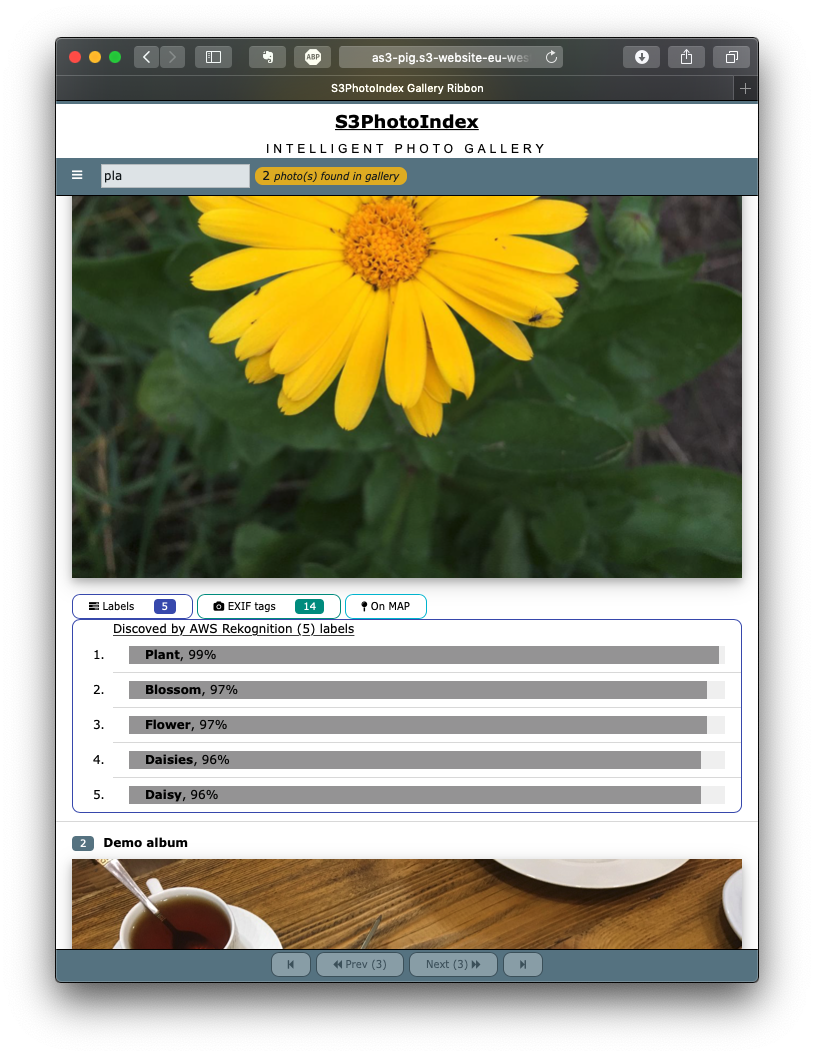 ABP
as3-pig.s3-website-eu-wes
S3PhotoIndex Gallery Ribbon
S3PhotoIndex
INTELLIGENT PHOTO GALLERY
pla
2 photo(s) found in gallery
Labels 5 EXIF tags 14 On MAP
Discovered by AWS Rekognition (5) labels
1. Plant, 99%
2. Blossom, 97%
3. Flower, 97%
4. Daisies, 96%
5. Daisy, 96%
2 Demo album
Prev (3) Next (3)